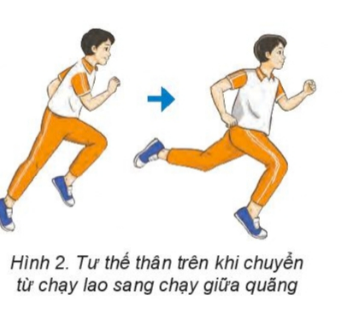 Hình 2. Tư thế thân trên khi chuyển
từ chạy lao sang chạy giữa quãng